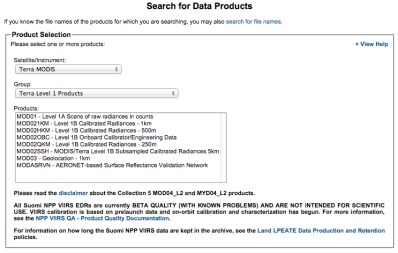 Search for Data Products
If you know the file names of the products for which you are searching, you may also search for file names.
Product Selection
Please select one or more products:
+ View Help
Satellite/Instrument:
Terra MODIS
Group:
Terra Level 1 Products
Products:
MOD01 - Level 1A Scans of raw radiances in counts
MOD021KM - Level 1B Calibrated Radiances - 1km
MOD02HKM - Level 1B Calibrated Radiances - 500m
MOD02OBC - Level 1B Onboard Calibrator/Engineering Data
MOD02QKM - Level 1B Calibrated Radiances - 250m
MOD02SSH - MODIS/Terra Level 1B Subsampled Calibrated Radiances 5km
MOD03 - Geolocation - 1km
MODASRVN - AERONET-based Surface Reflectance Validation Network
Please read the disclaimer about the Collection 5 MOD04_L2 and MYD04_L2 products.
All Suomi NPP VIIRS EDRs are currently BETA QUALITY (WITH KNOWN PROBLEMS) AND ARE NOT INTENDED FOR SCIENTIFIC
USE. VIIRS calibration is based on prelaunch data and on-orbit calibration and characterization has begun. For more information,
see the NPP VIIRS QA - Product Quality Documentation.
For information on how long the Suomi NPP VIIRS data are kept in the archive, see the Land LPEATE Data Production and Retention
policies.